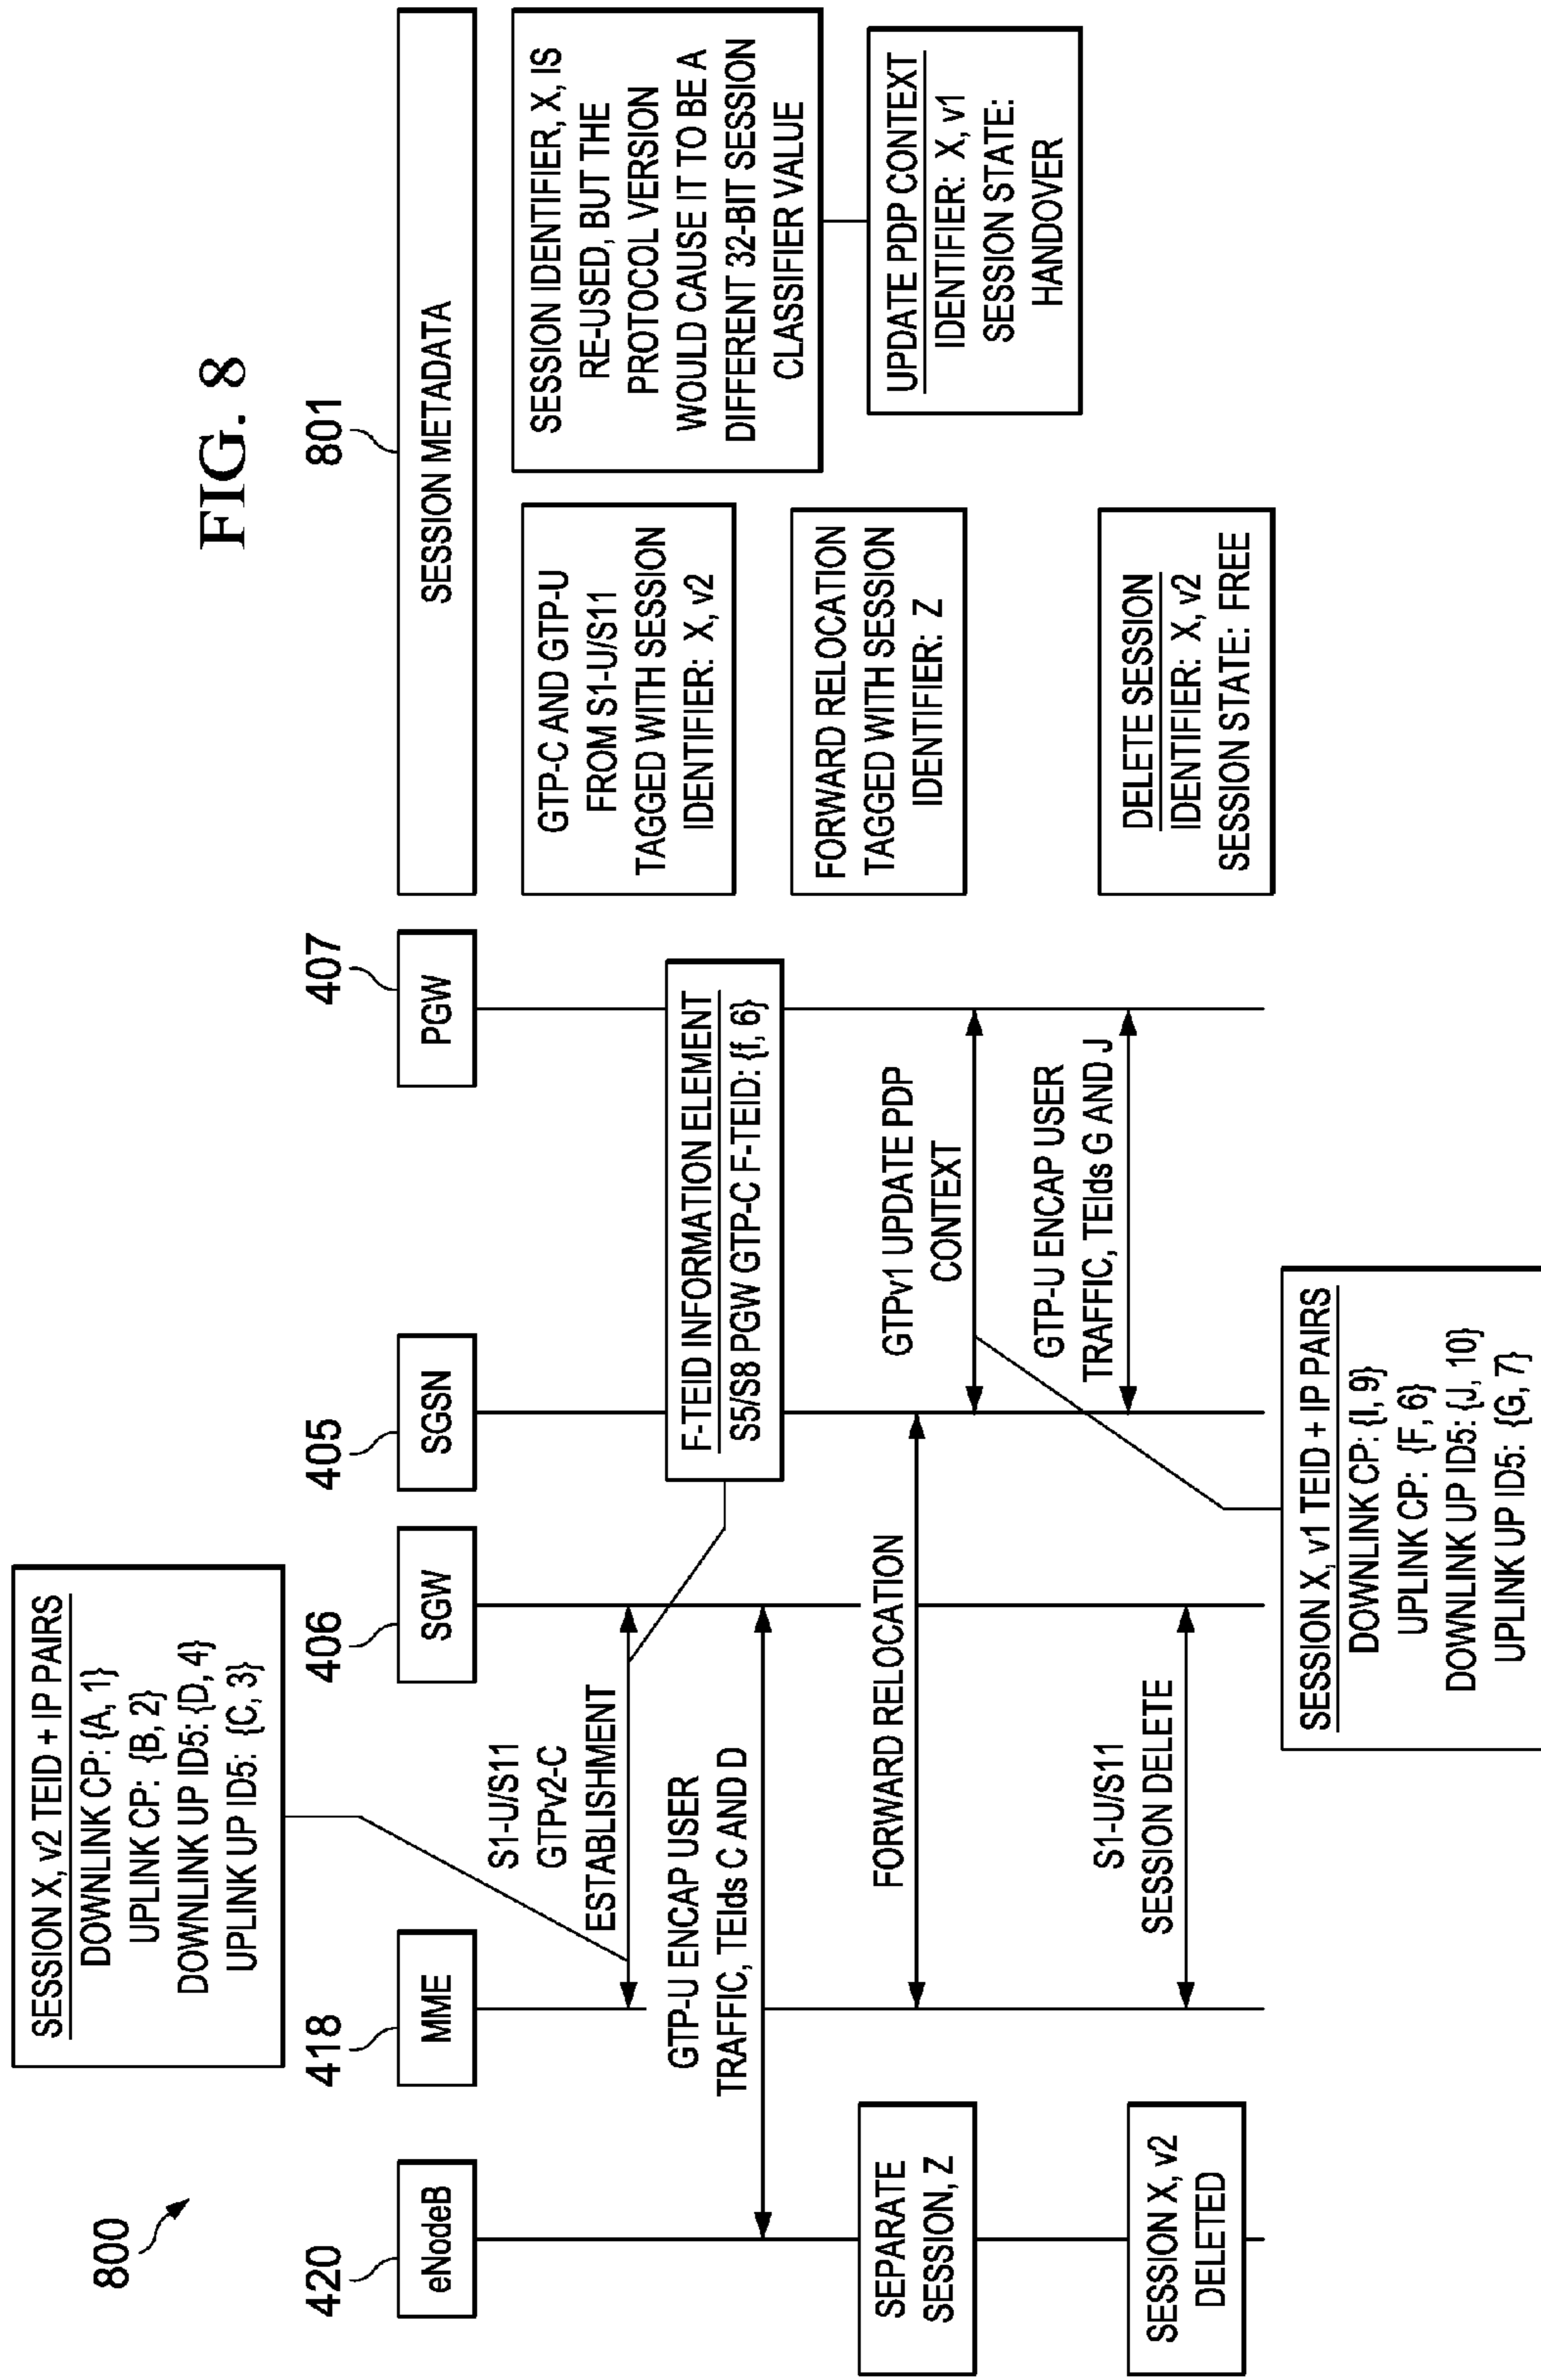 FIG. 8
800
SESSION X, v2 TEID + IP PAIRS
DOWNLINK CP: {A, 1}
UPLINK CP: {B, 2}
DOWNLINK UP ID5: {D, 4}
UPLINK UP ID5: {C, 3}
420
418
406
405
407
801
eNodeB
MME
SGW
SGSN
PGW
SESSION METADATA
S1-U/S11
GTPv2-C
ESTABLISHMENT
F-TEID INFORMATION ELEMENT
S5/S8 PGW GTP-C F-TEID: {f, 6}
GTP-C AND GTP-U
FROM S1-U/S11
TAGGED WITH SESSION
IDENTIFIER: X, v2
SESSION IDENTIFIER, X, IS
RE-USED, BUT THE
PROTOCOL VERSION
WOULD CAUSE IT TO BE A
DIFFERENT 32-BIT SESSION
CLASSIFIER VALUE
GTP-U ENCAP USER
TRAFFIC, TEIds C AND D
SEPARATE
SESSION, Z
FORWARD RELOCATION
FORWARD RELOCATION
TAGGED WITH SESSION
IDENTIFIER: Z
GTPv1 UPDATE PDP
CONTEXT
UPDATE PDP CONTEXT
IDENTIFIER: X, v1
SESSION STATE:
HANDOVER
GTP-U ENCAP USER
TRAFFIC, TEIds G AND J
SESSION X, v2
DELETED
S1-U/S11
SESSION DELETE
DELETE SESSION
IDENTIFIER: X, v2
SESSION STATE: FREE
SESSION X, v1 TEID + IP PAIRS
DOWNLINK CP: {I, 9}
UPLINK CP: {F, 6}
DOWNLINK UP ID5: {J, 10}
UPLINK UP ID5: {G, 7}